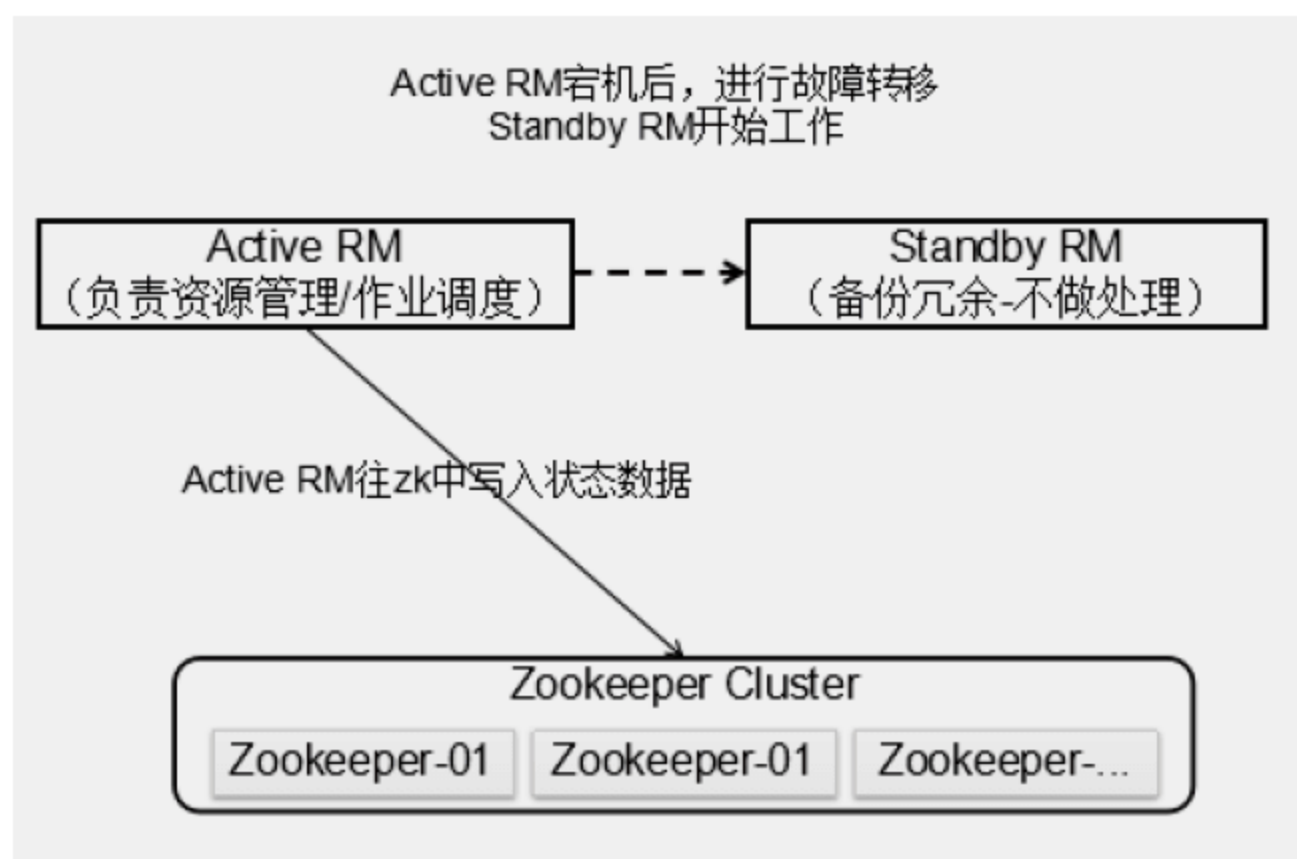 Active RM宕机后，进行故障转移
Standby RM开始工作
Active RM
（负责资源管理/作业调度）
Standby RM
（备份冗余-不做处理）
Active RM往zk中写入状态数据
Zookeeper Cluster
Zookeeper-01
Zookeeper-01
Zookeeper-...